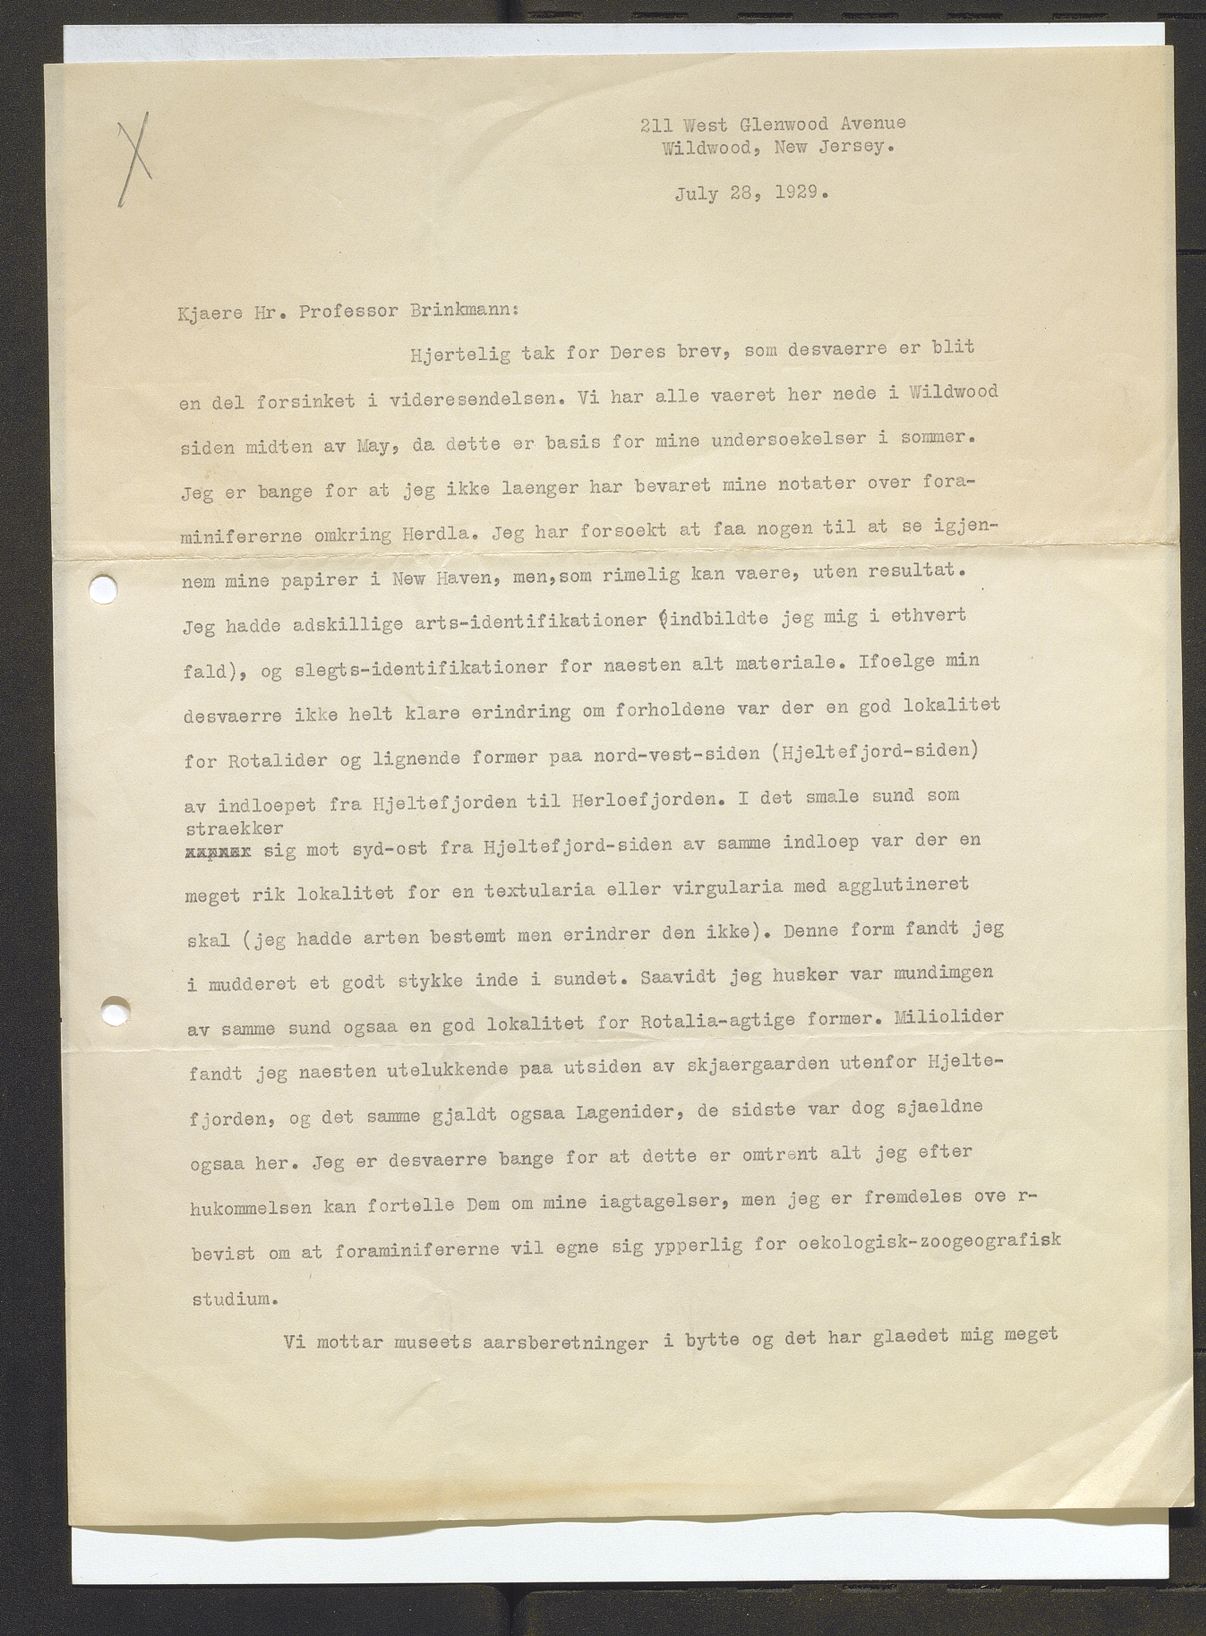 X
211 West Glenwood Avenue
Wildwood, New Jersey.
July 28, 1929.
Kjaere Hr. Professor Brinkmann:
Hjertelig tak for Deres brev, som desvaerre er blit
en del forsinket i videresendelsen. Vi har alle vaeret her nede i Wildwood
siden midten av May, da dette er basis for mine undersoekelser i sommer.
Jeg er bange for at jeg ikke laenger har bevaret mine notater over fora-
minifererne omkring Herdla. Jeg har forsoekt at faa nogen til at se igjen-
nem mine papirer i New Haven, men,som rimelig kan vaere, uten resultat.
Jeg hadde adskillige arts-identifikationer (indbildte jeg mig i ethvert
fald), og slegts-identifikationer for naesten alt materiale. Ifoelge min
desvaerre ikke helt klare erindring om forholdene var der en god lokalitet
for Rotalider og lignende former paa nord-vest-siden (Hjeltefjord-siden)
av indloepet fra Hjeltefjorden til Herloefjorden. I det smale sund som
straekker
sig mot syd-ost fra Hjeltefjord-siden av samme indloep var der en
meget rik lokalitet for en textularia eller virgularia med agglutineret
skal (jeg hadde arten bestemt men erindrer den ikke). Denne form fandt jeg
i mudderet et godt stykke inde i sundet. Saavidt jeg husker var mundimgen
av samme sund ogsaa en god lokalitet for Rotalia-agtige former. Miliolider
fandt jeg naesten utelukkende paa utsiden av skjaergaarden utenfor Hjelte-
fjorden, og det samme gjaldt ogsaa Lagenider, de sidste var dog sjaeldne
ogsaa her. Jeg er desvaerre bange for at dette er omtrent alt jeg efter
hukommelsen kan fortelle Dem om mine iagtagelser, men jeg er fremdeles ove r-
bevist om at foraminifererne vil egne sig ypperlig for oekologisk-zoogeografisk
studium.
Vi mottar museets aarsberetninger i bytte og det har glaedet mig meget